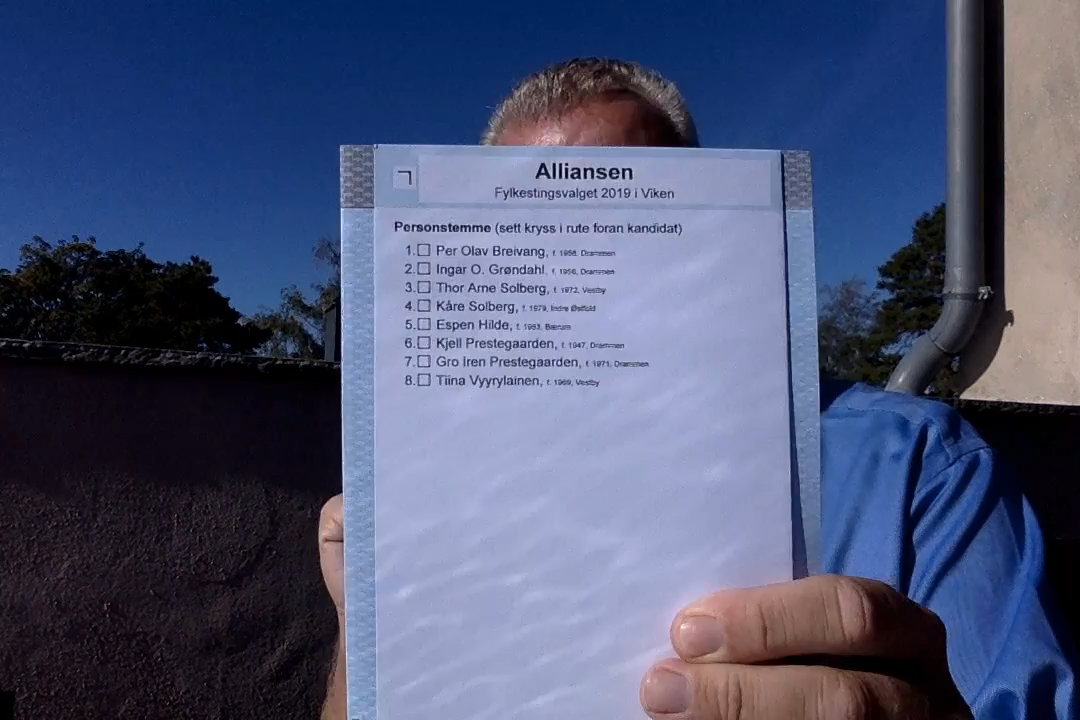 Alliansen
Fylkestingsvalget 2019 i Viken
Personstemme (sett kryss i rute foran kandidat)
1. Per Olav Breivang, f. 1958, Drammen
2. Ingar O. Grøndahl, f. 1956, Drammen
3. Thor Arne Solberg, f. 1972, Vestby
4. Kåre Solberg, f. 1979, Indre Østfold
5. Espen Hilde, f. 1983, Bærum
6. Kjell Prestegaarden, f. 1947, Drammen
7. Gro Iren Prestegaarden, f. 1971, Drammen
8. Tiina Vyyrylainen, f. 1969, Vestby